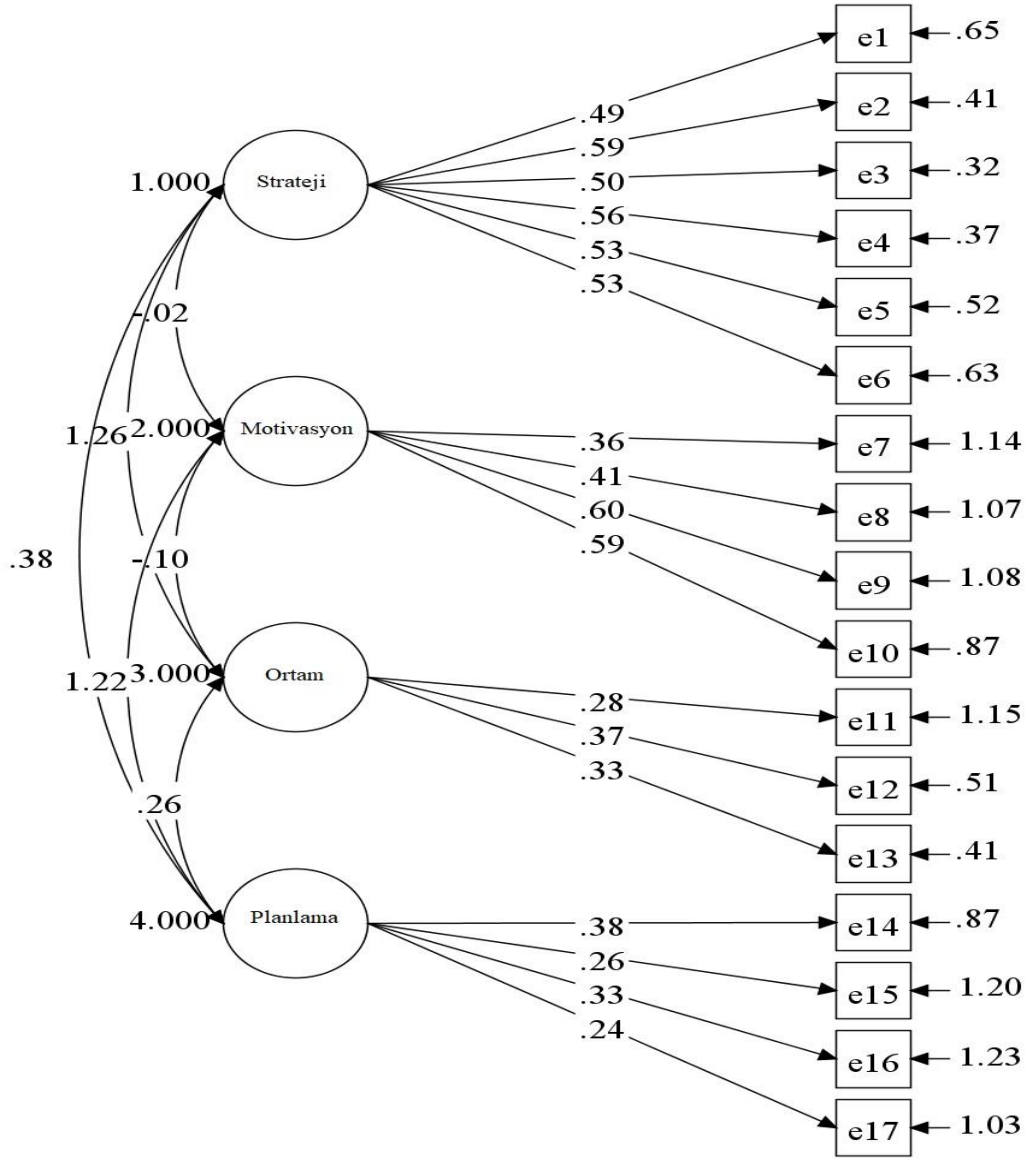 e1
.65
e2
.41
.49
.59
e3
.32
1.000
Strateji
.50
.56
e4
.37
.53
.53
e5
.52
-.02
e6
.63
1.26
2.000
Motivasyon
.36
e7
1.14
.41
.60
e8
1.07
.59
.38
-.10
e9
1.08
e10
.87
1.22
3.000
Ortam
.28
e11
1.15
.37
.33
e12
.51
.26
e13
.41
4.000
Planlama
.38
e14
.87
.26
.33
e15
1.20
.24
e16
1.23
e17
1.03